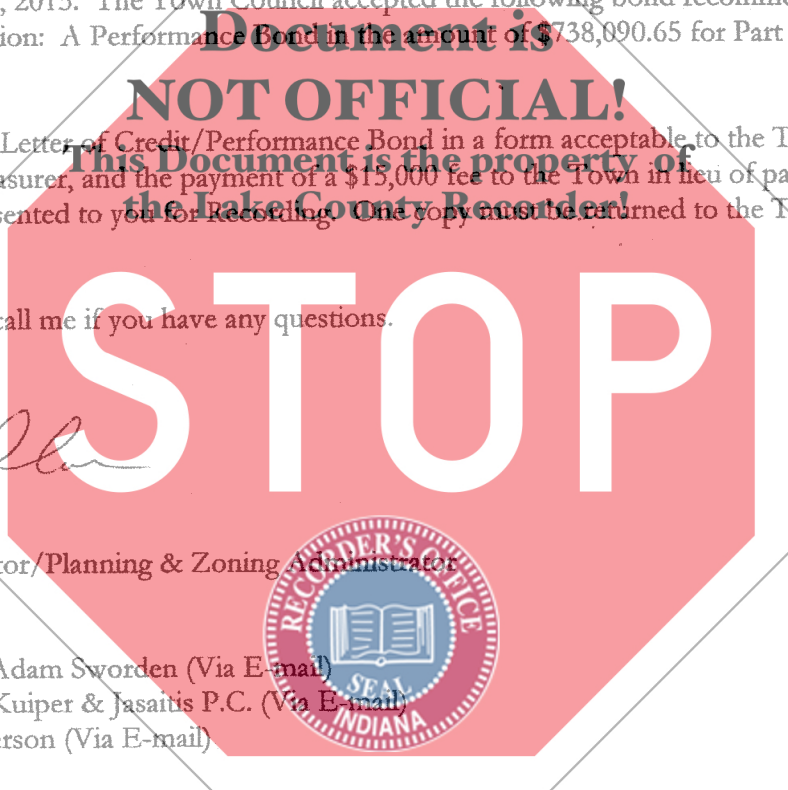 , 2015. The Town Council accepted the following bond recomme
ion: A Performance Bond in the amount of $738,090.65 for Part
Document is
NOT OFFICIAL!
Letter of Credit/Performance Bond in a form acceptable to the T
This Document is the property of
asurer, and the payment of a $15,000 fee to the Town in lieu of pa
the Lake County Recorder!
sented to you for Recording. One copy must be returned to the T
STOP
call me if you have any questions.
tor/Planning & Zoning Administrator
RECORDER'S OFFICE
SEAL
INDIANA
Adam Sworden (Via E-mail)
Kuiper & Jasaitis P.C. (Via E-mail)
erson (Via E-mail)